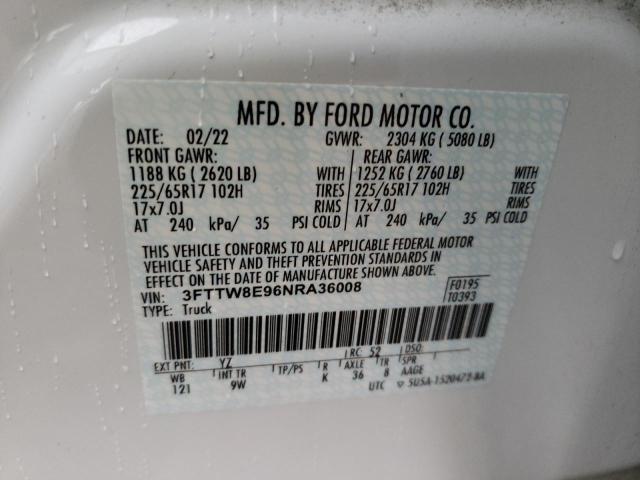 MFD. BY FORD MOTOR CO.
DATE: 02/22 GVWR: 2304 KG ( 5080 LB)
FRONT GAWR: REAR GAWR:
1188 KG ( 2620 LB) WITH 1252 KG ( 2760 LB) WITH
225/65R17 102H TIRES 225/65R17 102H TIRES
17x7.0J RIMS 17x7.0J RIMS
AT 240 kPa/ 35 PSI COLD AT 240 kPa/ 35 PSI COLD
THIS VEHICLE CONFORMS TO ALL APPLICABLE FEDERAL MOTOR
VEHICLE SAFETY AND THEFT PREVENTION STANDARDS IN
EFFECT ON THE DATE OF MANUFACTURE SHOWN ABOVE.
VIN: 3FTTW8E96NRA36008 F0195
TYPE: Truck T0393
EXT PNT: YZ RC: 52 DSO:
WB INT TR TP/PS R AXLE TR SPR
121 9W K 36 8 AAGE
UTC 5U5A-1520472-BA